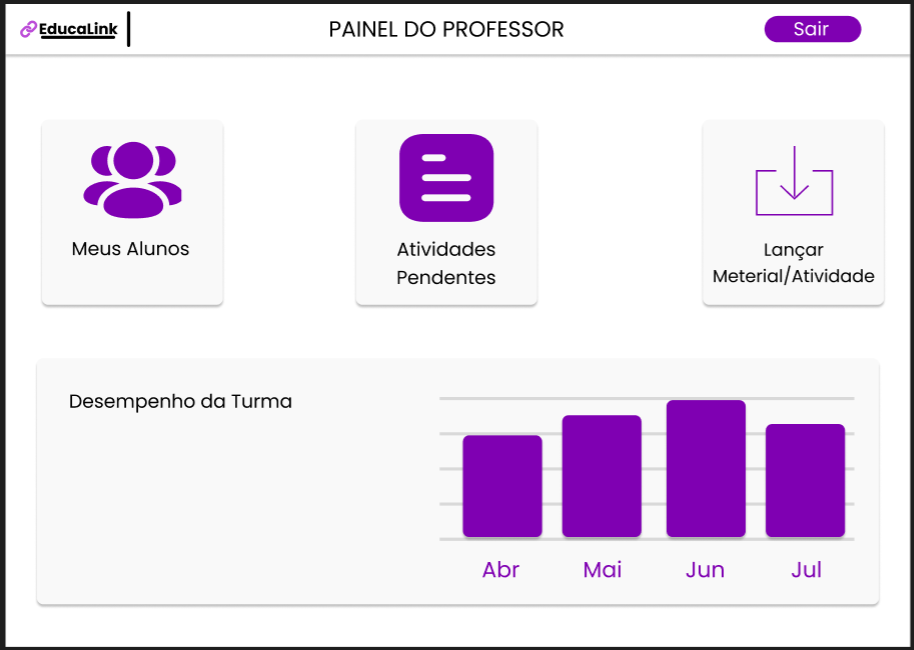 EducaLink
PAINEL DO PROFESSOR
Sair
Meus Alunos
Atividades
Pendentes
Lançar
Meterial/Atividade
Desempenho da Turma
Abr
Mai
Jun
Jul